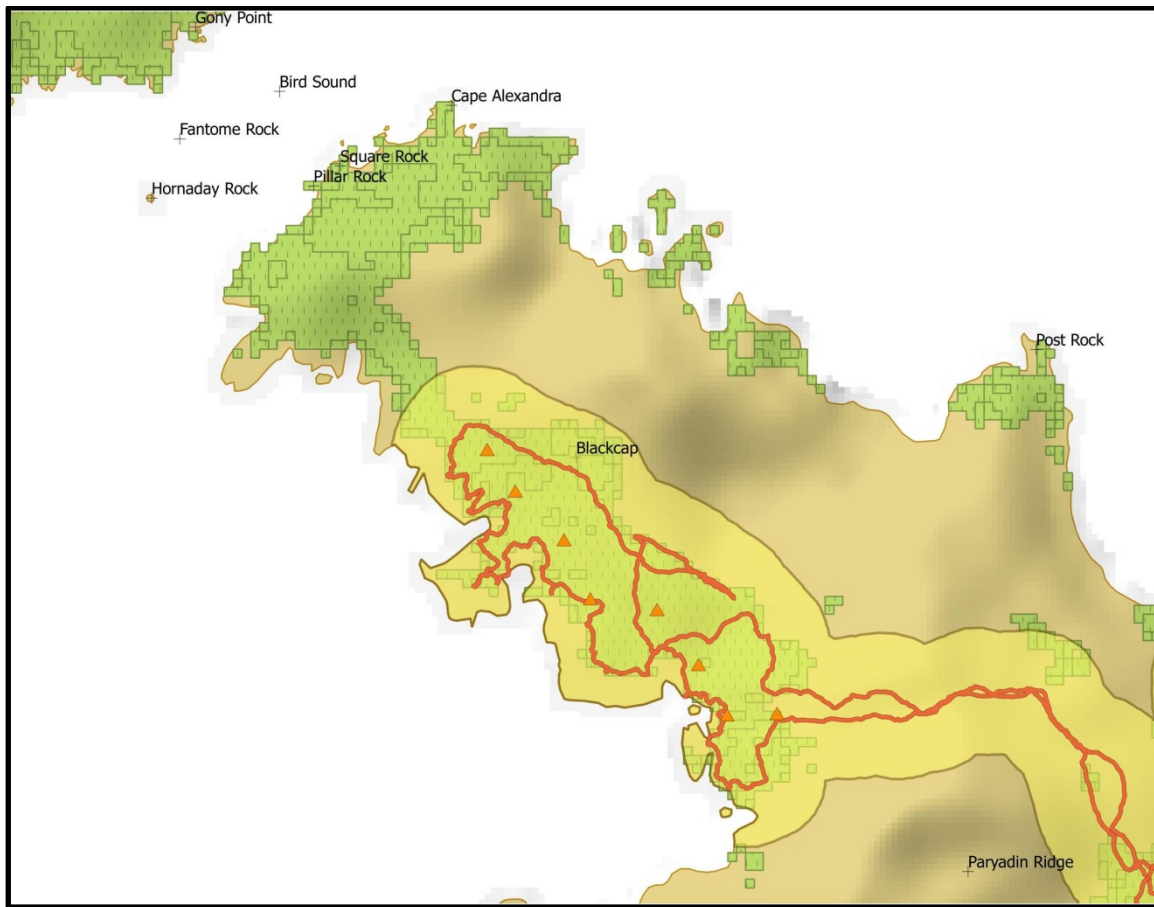 Gony Point
Bird Sound
Cape Alexandra
Fantome Rock
Square Rock
Pillar Rock
Hornaday Rock
Post Rock
Blackcap
Paryadin Ridge